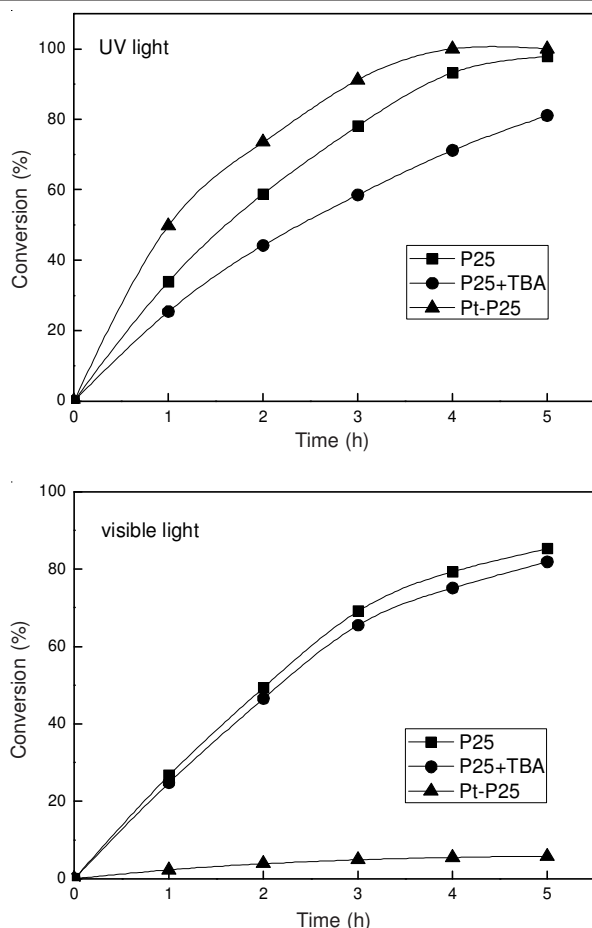 UV light
100
80
60
40
20
0
Conversion (%)
P25
P25+TBA
Pt-P25
0 1 2 3 4 5
Time (h)
visible light
100
80
60
40
20
0
Conversion (%)
P25
P25+TBA
Pt-P25
0 1 2 3 4 5
Time (h)